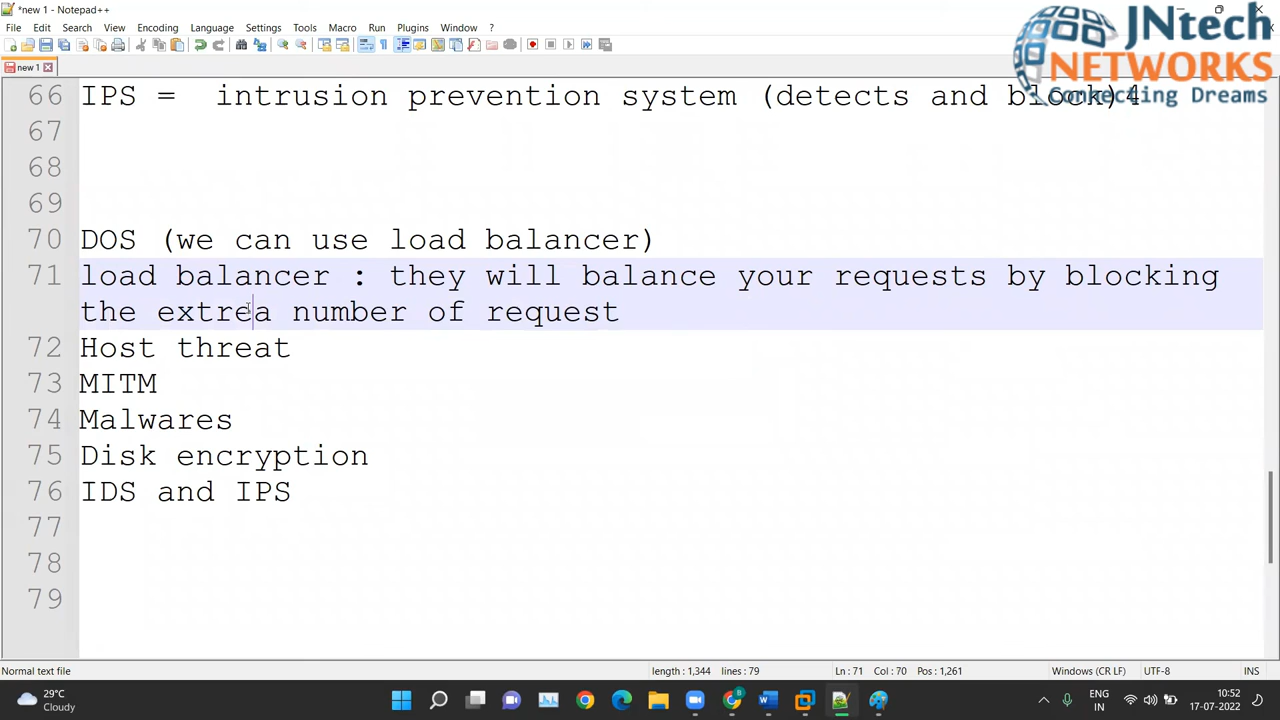 *new 1 - Notepad++
File Edit Search View Encoding Language Settings Tools Macro Run Plugins Window ?
JNtech
NETWORKS
Connecting Dreams
new 1
66 IPS =  intrusion prevention system (detects and block)4
67
68
69
70 DOS (we can use load balancer)
71 load balancer : they will balance your requests by blocking
the extrea number of request
72 Host threat
73 MITM
74 Malwares
75 Disk encryption
76 IDS and IPS
77
78
79
Normal text file length : 1,344 lines : 79 Ln : 71 Col : 70 Pos : 1,261 Windows (CR LF) UTF-8 INS
29°C
Cloudy
ENG
IN
10:52
17-07-2022